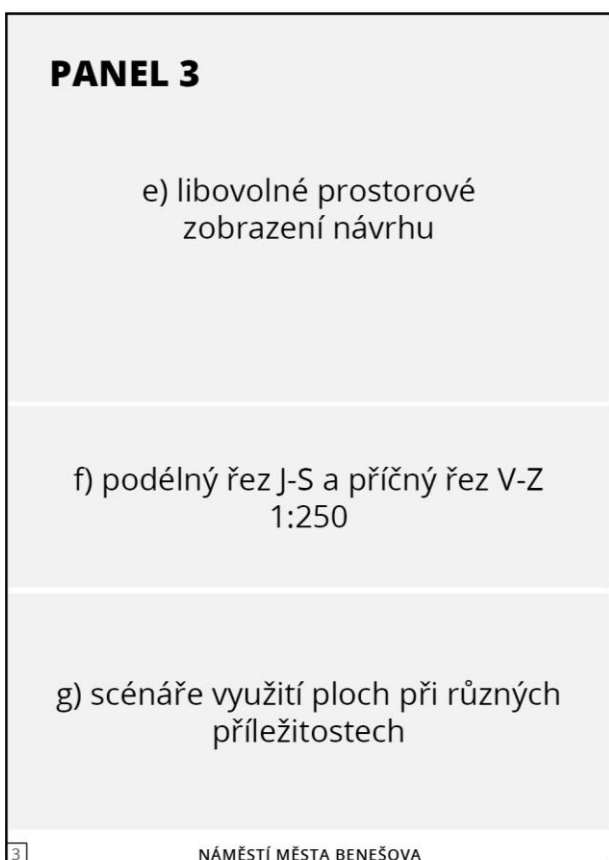 PANEL 3
e) libovolné prostorové
zobrazení návrhu
f) podélný řez J-S a příčný řez V-Z
1:250
g) scénáře využití ploch při různých
příležitostech
3
NÁMĚSTÍ MĚSTA BENEŠOVA